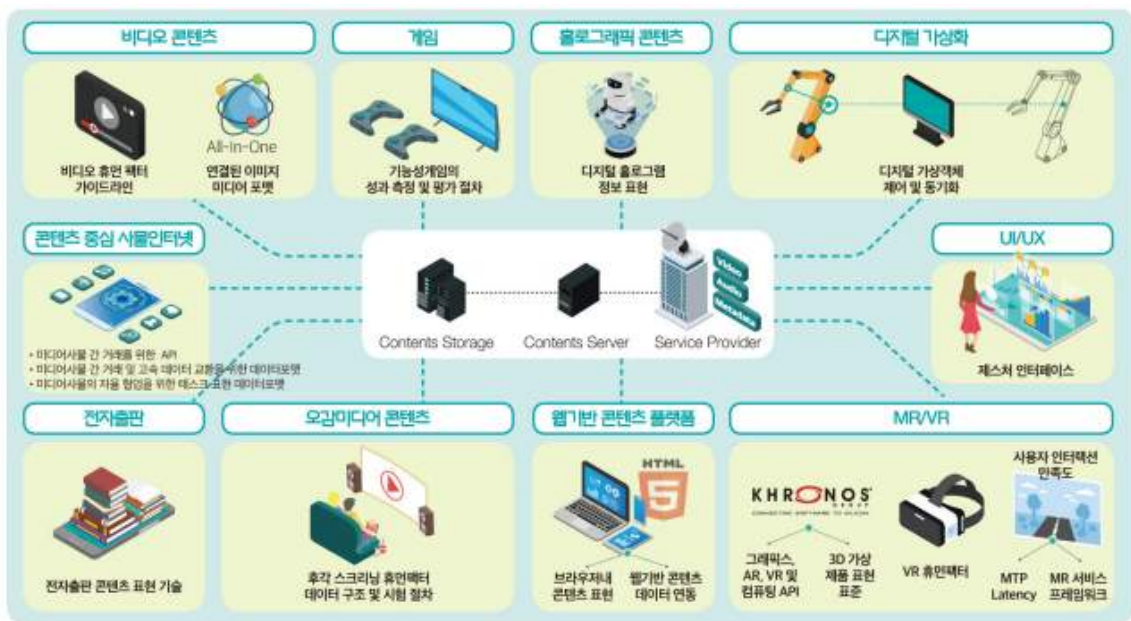 비디오 콘텐츠
게임
홀로그래픽 콘텐츠
디지털 가상화
All-In-One
비디오 휴먼 팩터
가이드라인
연결된 이미지
미디어 포맷
기능성게임의
성과 측정 및 평가 절차
디지털 홀로그램
정보 표현
디지털 가상객체
제어 및 동기화
콘텐츠 중심 사물인터넷
• 미디어사물 간 거래를 위한 API
• 미디어사물 간 거래 및 고속 데이터 교환을 위한 데이터포맷
• 미디어사물의 자율 협업을 위한 태스크 표현 데이터포맷
Video
Audio
Metadata
Contents Storage
Contents Server
Service Provider
UI/UX
제스처 인터페이스
전자출판
오감미디어 콘텐츠
웹기반 콘텐츠 플랫폼
MR/VR
전자출판 콘텐츠 표현 기술
후각 스크리닝 휴먼팩터
데이터 구조 및 시험 절차
HTML
5
브라우저내
콘텐츠 표현
웹기반 콘텐츠
데이터 연동
KHRONOS
GROUP
CONNECTING SOFTWARE TO SILICON
그래픽스,
AR, VR 및
컴퓨팅 API
3D 가상
제품 표현
표준
VR 휴먼팩터
사용자 인터랙션
만족도
MTP
Latency
MR 서비스
프레임워크